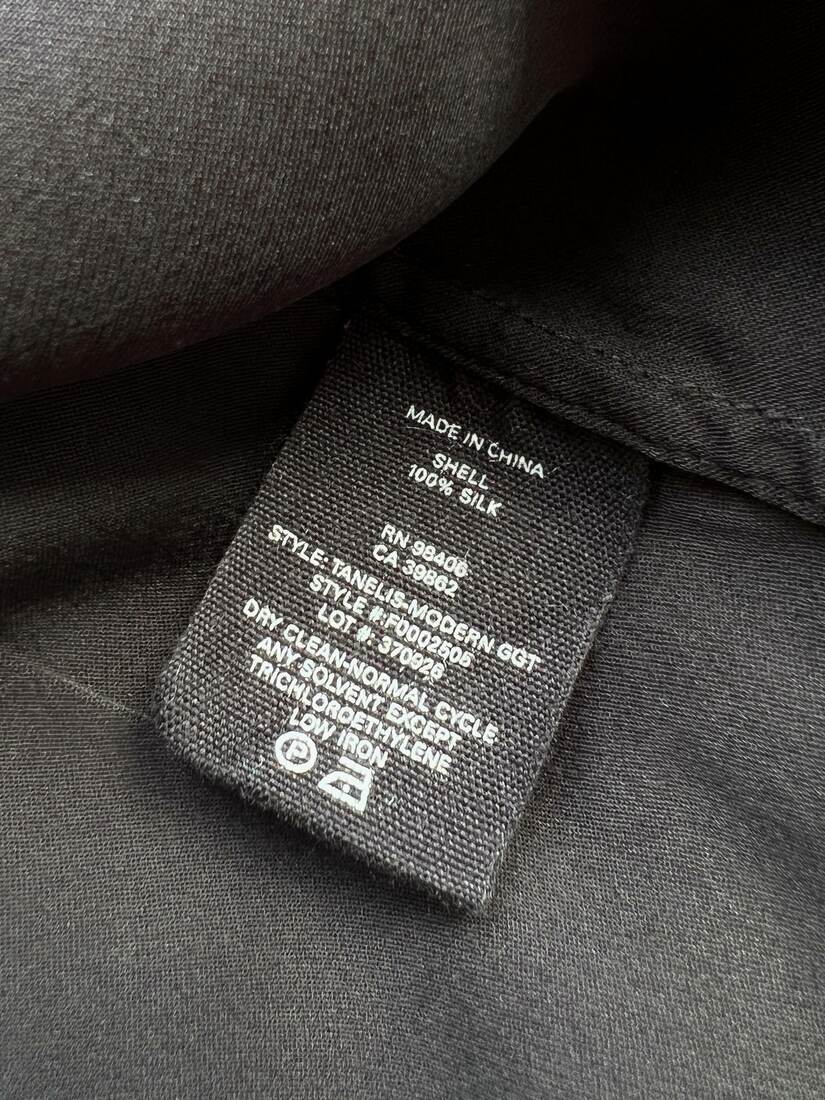 MADE IN CHINA
SHELL
100% SILK
RN 99406
CA 39862
STYLE: TANELIS-MODERN GGT
STYLE #:F0002505
LOT #: 370926
DRY CLEAN-NORMAL CYCLE
ANY SOLVENT EXCEPT
TRICHLOROETHYLENE
LOW IRON
P